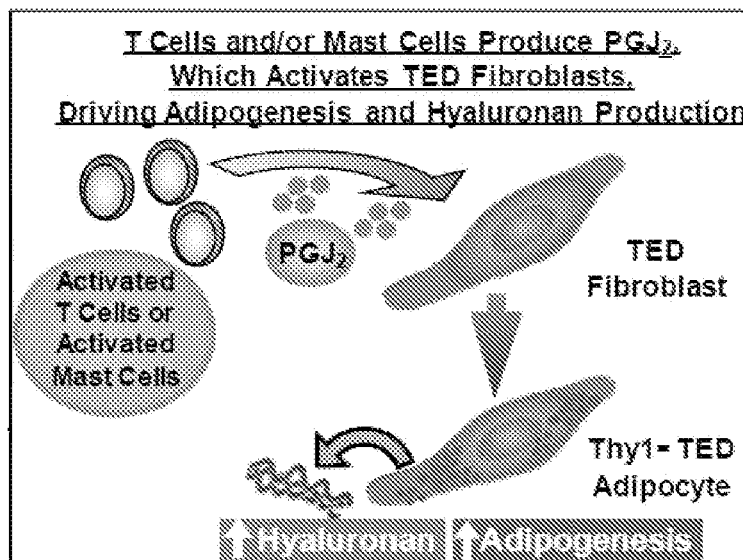 T Cells and/or Mast Cells Produce PGJ₂,
Which Activates TED Fibroblasts,
Driving Adipogenesis and Hyaluronan Production
PGJ₂
TED
Fibroblast
Activated
T Cells or
Activated
Mast Cells
Thy1- TED
Adipocyte
↑Hyaluronan ↑Adipogenesis